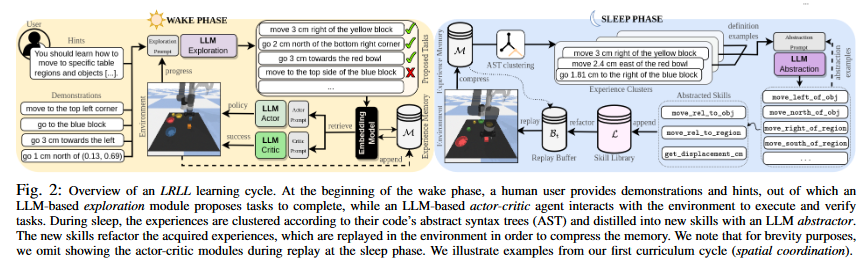 WAKE PHASE
SLEEP PHASE
User
Hints
You should learn how
to move to specific table
regions and objects [...].
Demonstrations
move to the top left corner
go to the blue block
go 3 cm towards the left
go 1 cm north of (0.13, 0.69)
Exploration
Prompt
LLM
Exploration
progress
Environment
policy
success
LLM
Actor
Actor
Prompt
LLM
Critic
Critic
Prompt
move 3 cm right of the yellow block
go 2 cm north of the bottom right corner
go 3 cm towards the red bowl
move to the top side of the blue block
...
Proposed Tasks
retrieve
Embedding
Model
append
M
Experience Memory
Experience Memory
M
compress
Environment
AST clustering
move 3 cm right of the yellow block
move 2.4 cm east of the red bowl
go 1.81 cm to the right of the blue block
Experience Clusters
definition
examples
Abstraction
Prompt
LLM
Abstraction
abstraction
examples
move_left_of_obj
move_north_of_obj
move_right_of_region
move_south_of_region
...
Abstracted Skills
move_rel_to_obj
move_rel_to_region
get_displacement_cm
append
L
Skill Library
refactor
Replay Buffer
replay
Fig. 2: Overview of an LRLL learning cycle. At the beginning of the wake phase, a human user provides demonstrations and hints, out of which an
LLM-based exploration module proposes tasks to complete, while an LLM-based actor-critic agent interacts with the environment to execute and verify
tasks. During sleep, the experiences are clustered according to their code's abstract syntax trees (AST) and distilled into new skills with an LLM abstractor.
The new skills refactor the acquired experiences, which are replayed in the environment in order to compress the memory. We note that for brevity purposes,
we omit showing the actor-critic modules during replay at the sleep phase. We illustrate examples from our first curriculum cycle (spatial coordination).